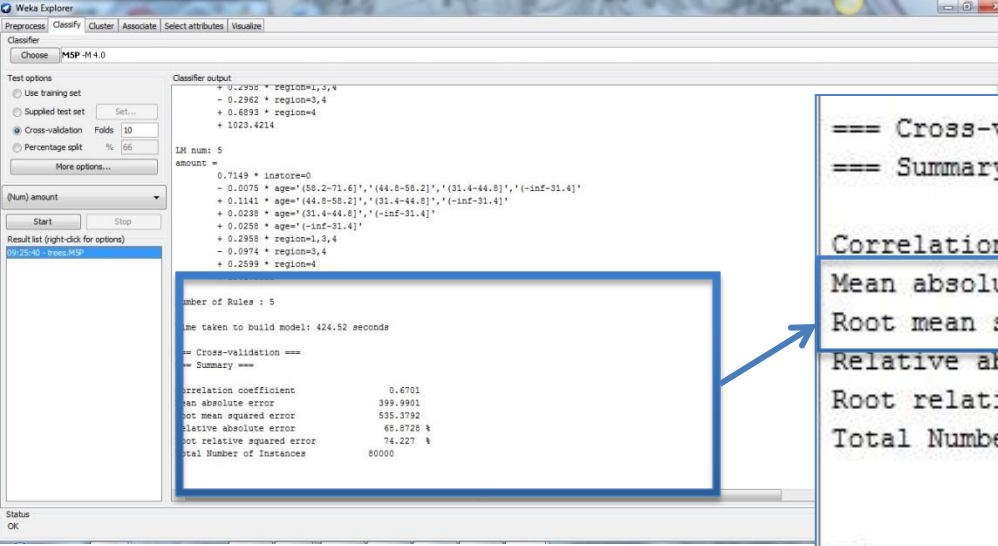 Weka Explorer
Preprocess Classify Cluster Associate Select attributes Visualize
Classifier
Choose M5P -M 4.0
Test options
Use training set
Supplied test set Set...
Cross-validation Folds 10
Percentage split % 66
More options...
(Num) amount
Start Stop
Result list (right-click for options)
09:25:40 - trees.M5P
Classifier output
+ 0.2958 * region=1,3,4
- 0.2962 * region=3,4
+ 0.6893 * region=4
+ 1023.4214
LM num: 5
amount =
0.7149 * instore=0
- 0.0075 * age='(58.2-71.6]','(44.8-58.2]','(31.4-44.8]','(-inf-31.4]'
+ 0.1141 * age='(44.8-58.2]','(31.4-44.8]','(-inf-31.4]'
+ 0.0238 * age='(31.4-44.8]','(-inf-31.4]'
+ 0.0258 * age='(-inf-31.4]'
+ 0.2958 * region=1,3,4
- 0.0974 * region=3,4
+ 0.2599 * region=4
umber of Rules : 5
ime taken to build model: 424.52 seconds
== Cross-validation ===
== Summary ===
orrelation coefficient 0.6701
ean absolute error 399.9901
oot mean squared error 535.3792
elative absolute error 68.8728 %
oot relative squared error 74.227 %
otal Number of Instances 80000
=== Cross-v
=== Summary
Correlation
Mean absolu
Root mean s
Relative ab
Root relati
Total Numbe
Status
OK